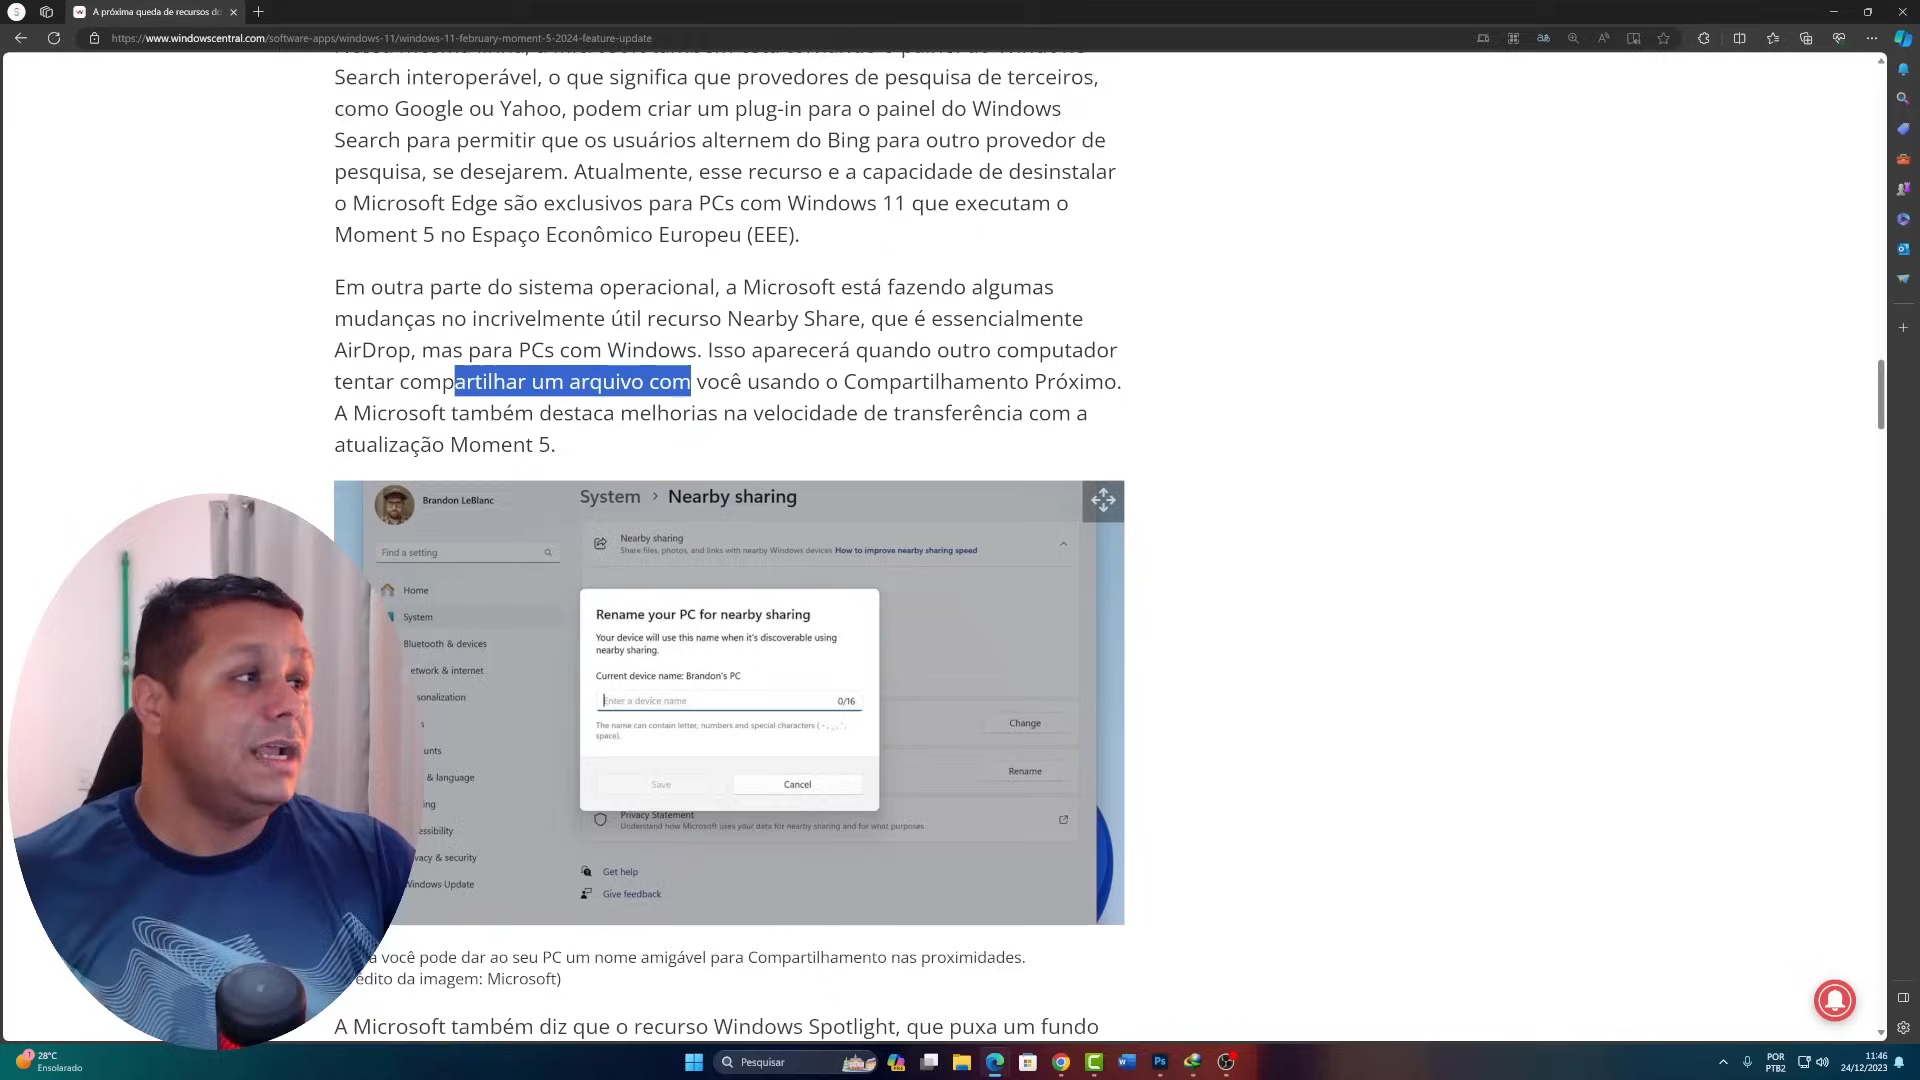 A próxima queda de recursos do
https://www.windowscentral.com/software-apps/windows-11/windows-11-february-moment-5-2024-feature-update
Search interoperável, o que significa que provedores de pesquisa de terceiros,
como Google ou Yahoo, podem criar um plug-in para o painel do Windows
Search para permitir que os usuários alternem do Bing para outro provedor de
pesquisa, se desejarem. Atualmente, esse recurso e a capacidade de desinstalar
o Microsoft Edge são exclusivos para PCs com Windows 11 que executam o
Moment 5 no Espaço Econômico Europeu (EEE).
Em outra parte do sistema operacional, a Microsoft está fazendo algumas
mudanças no incrivelmente útil recurso Nearby Share, que é essencialmente
AirDrop, mas para PCs com Windows. Isso aparecerá quando outro computador
tentar compartilhar um arquivo com você usando o Compartilhamento Próximo.
A Microsoft também destaca melhorias na velocidade de transferência com a
atualização Moment 5.
Brandon LeBlanc
System > Nearby sharing
Find a setting
Nearby sharing
Share files, photos, and links with nearby Windows devices How to improve nearby sharing speed
Home
System
Bluetooth & devices
etwork & internet
sonalization
s
unts
& language
ing
essibility
vacy & security
Windows Update
Rename your PC for nearby sharing
Your device will use this name when it's discoverable using
nearby sharing.
Current device name: Brandon's PC
Enter a device name
0/16
The name can contain letter, numbers and special characters
space).
Save
Cancel
Change
Rename
Privacy Statement
Understand how Microsoft uses your data for nearby sharing and for what purposes
Get help
Give feedback
a você pode dar ao seu PC um nome amigável para Compartilhamento nas proximidades.
édito da imagem: Microsoft)
A Microsoft também diz que o recurso Windows Spotlight, que puxa um fundo
28°C
Ensolarado
Pesquisar
POR
PTB2
11:46
24/12/2023